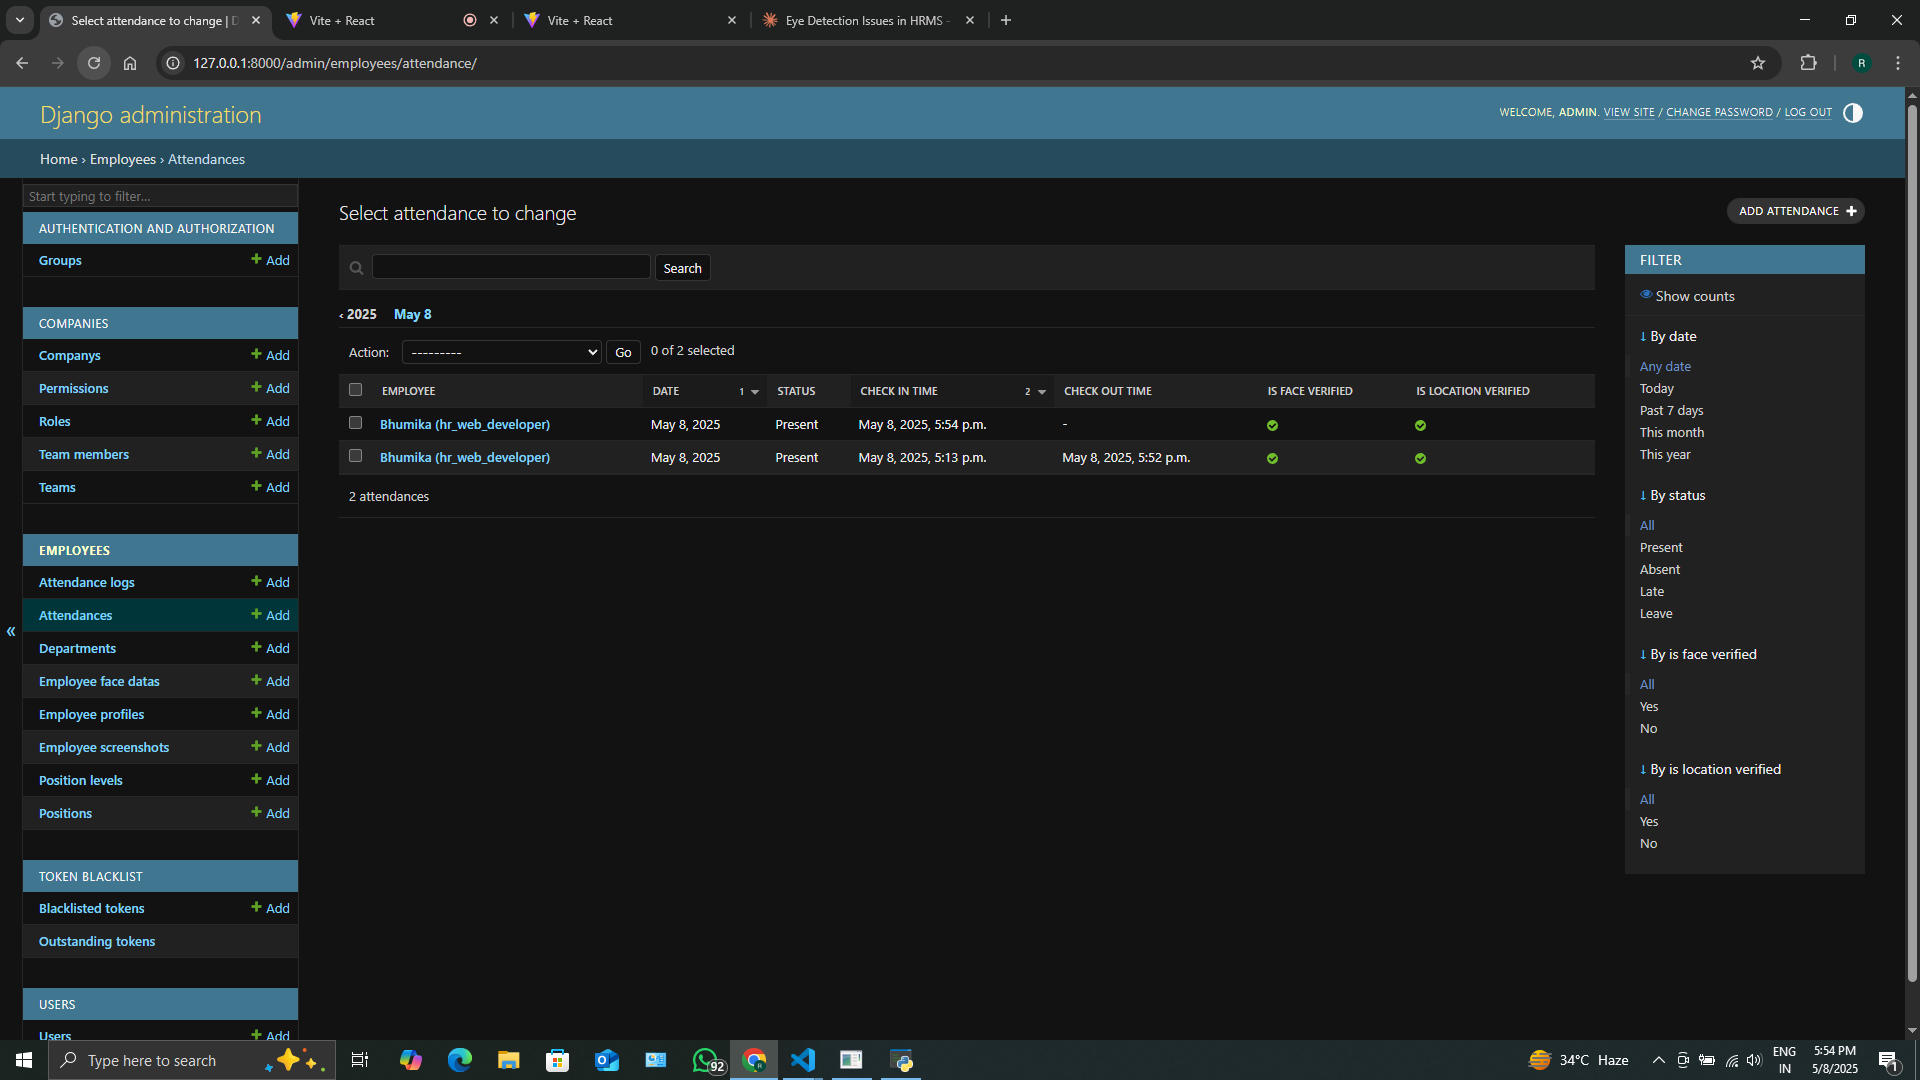 Select attendance to change | D
Vite + React
Vite + React
Eye Detection Issues in HRMS -
127.0.0.1:8000/admin/employees/attendance/
R
Django administration
WELCOME, ADMIN. VIEW SITE / CHANGE PASSWORD / LOG OUT
Home › Employees › Attendances
Start typing to filter...
AUTHENTICATION AND AUTHORIZATION
Groups + Add
COMPANIES
Companys + Add
Permissions + Add
Roles + Add
Team members + Add
Teams + Add
EMPLOYEES
Attendance logs + Add
Attendances + Add
Departments + Add
Employee face datas + Add
Employee profiles + Add
Employee screenshots + Add
Position levels + Add
Positions + Add
TOKEN BLACKLIST
Blacklisted tokens + Add
Outstanding tokens
USERS
Users + Add
«
Select attendance to change
ADD ATTENDANCE +
Search
‹ 2025 May 8
Action: --------- Go 0 of 2 selected
EMPLOYEE DATE 1 STATUS CHECK IN TIME 2 CHECK OUT TIME IS FACE VERIFIED IS LOCATION VERIFIED
Bhumika (hr_web_developer) May 8, 2025 Present May 8, 2025, 5:54 p.m. -
Bhumika (hr_web_developer) May 8, 2025 Present May 8, 2025, 5:13 p.m. May 8, 2025, 5:52 p.m.
2 attendances
FILTER
Show counts
↓ By date
Any date
Today
Past 7 days
This month
This year
↓ By status
All
Present
Absent
Late
Leave
↓ By is face verified
All
Yes
No
↓ By is location verified
All
Yes
No
Type here to search
92
34°C Haze
ENG
IN
5:54 PM
5/8/2025
1